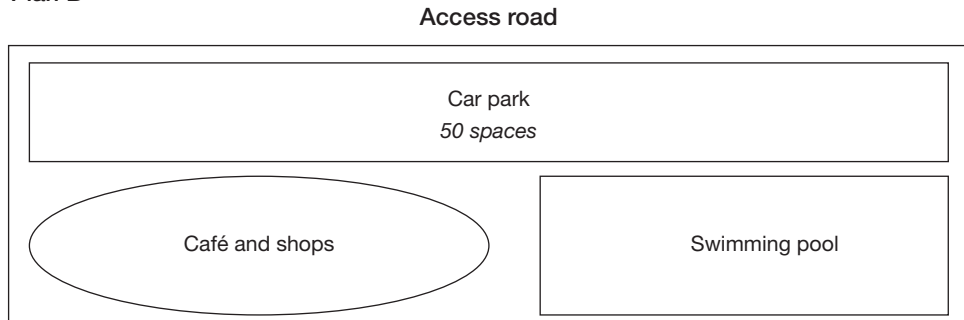 Access road
Car park
50 spaces
Café and shops
Swimming pool